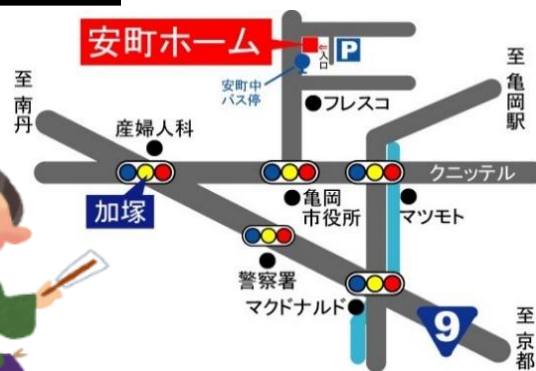 安町ホーム
入口
P
安町中
バス停
至 亀岡駅
至 南丹
フレスコ
産婦人科
クニッテル
加塚
亀岡
市役所
マツモト
警察署
マクドナルド
9
至 京都